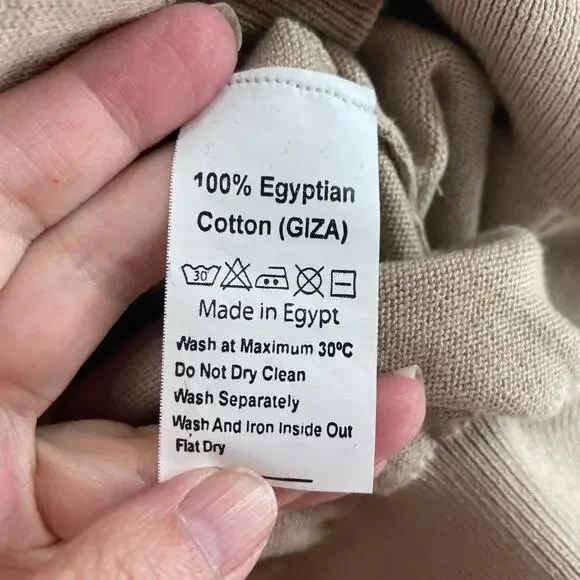 100% Egyptian
Cotton (GIZA)
30
Made in Egypt
Wash at Maximum 30ºC
Do Not Dry Clean
Wash Separately
Wash And Iron Inside Out
Flat Dry